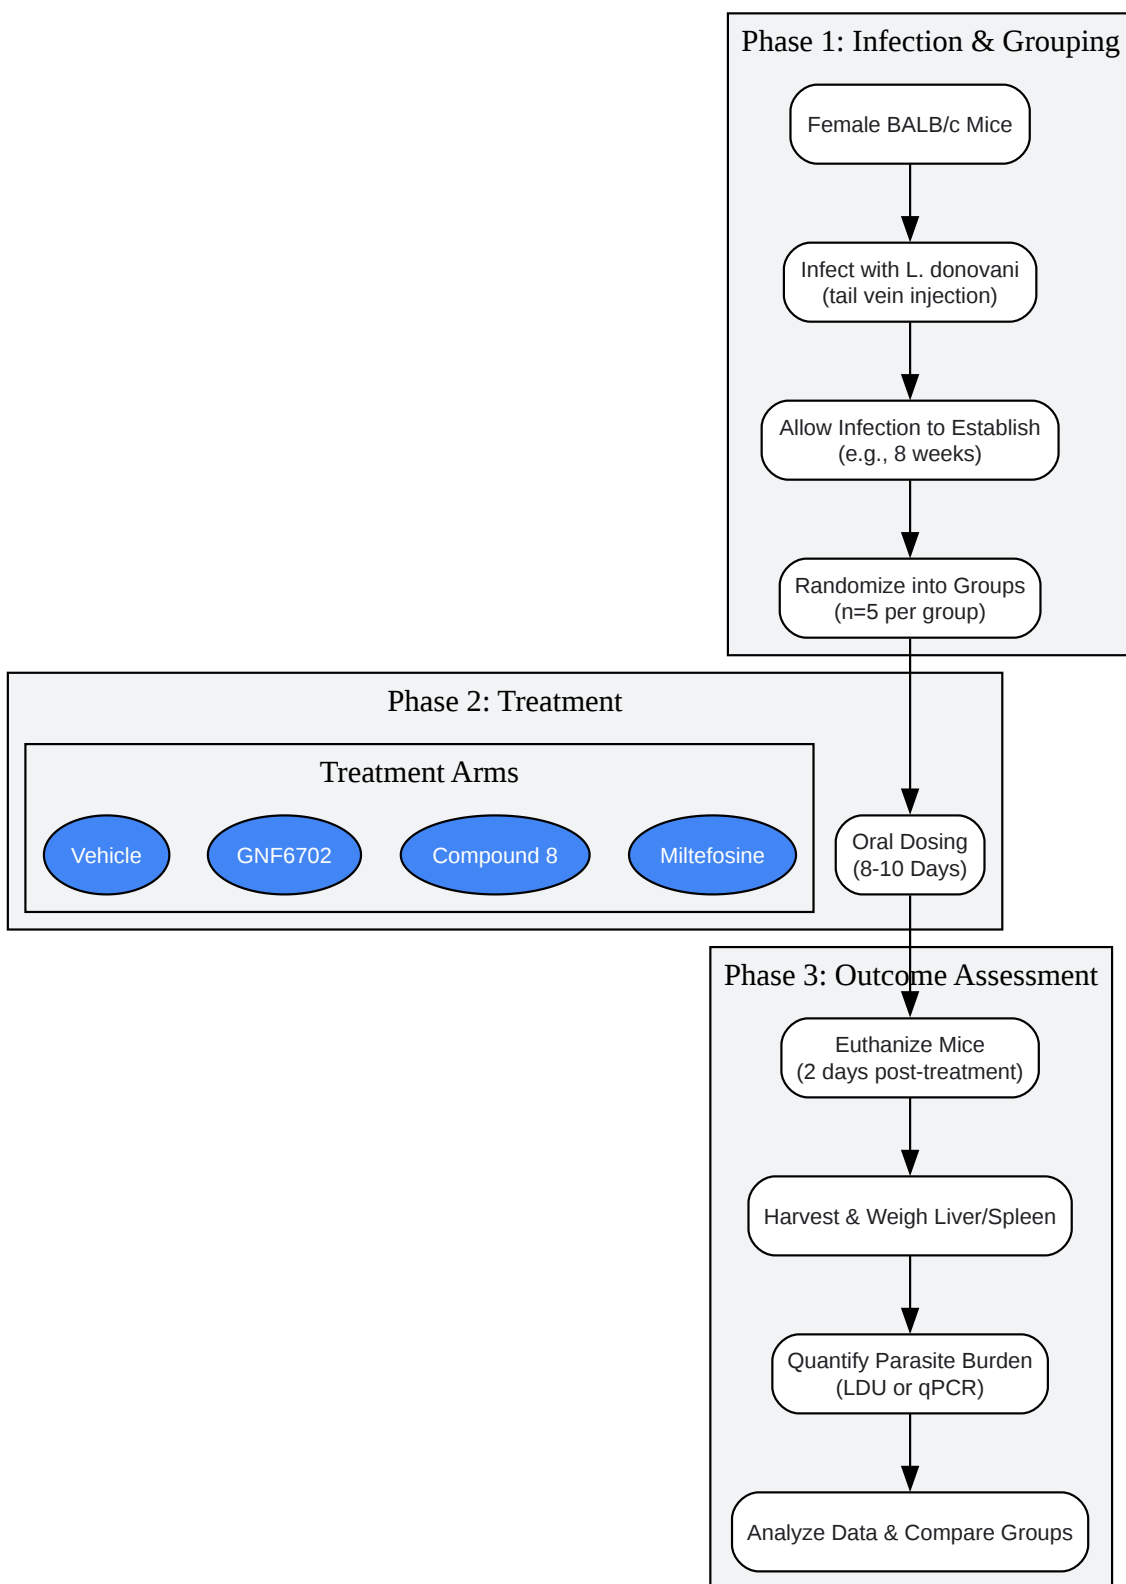 Phase 1: Infection & Grouping
Female BALB/c Mice
Infect with L. donovani
(tail vein injection)
Allow Infection to Establish
(e.g., 8 weeks)
Randomize into Groups
(n=5 per group)
Phase 2: Treatment
Treatment Arms
Vehicle
GNF6702
Compound 8
Miltefosine
Oral Dosing
(8-10 Days)
Phase 3: Outcome Assessment
Euthanize Mice
(2 days post-treatment)
Harvest & Weigh Liver/Spleen
Quantify Parasite Burden
(LDU or qPCR)
Analyze Data & Compare Groups